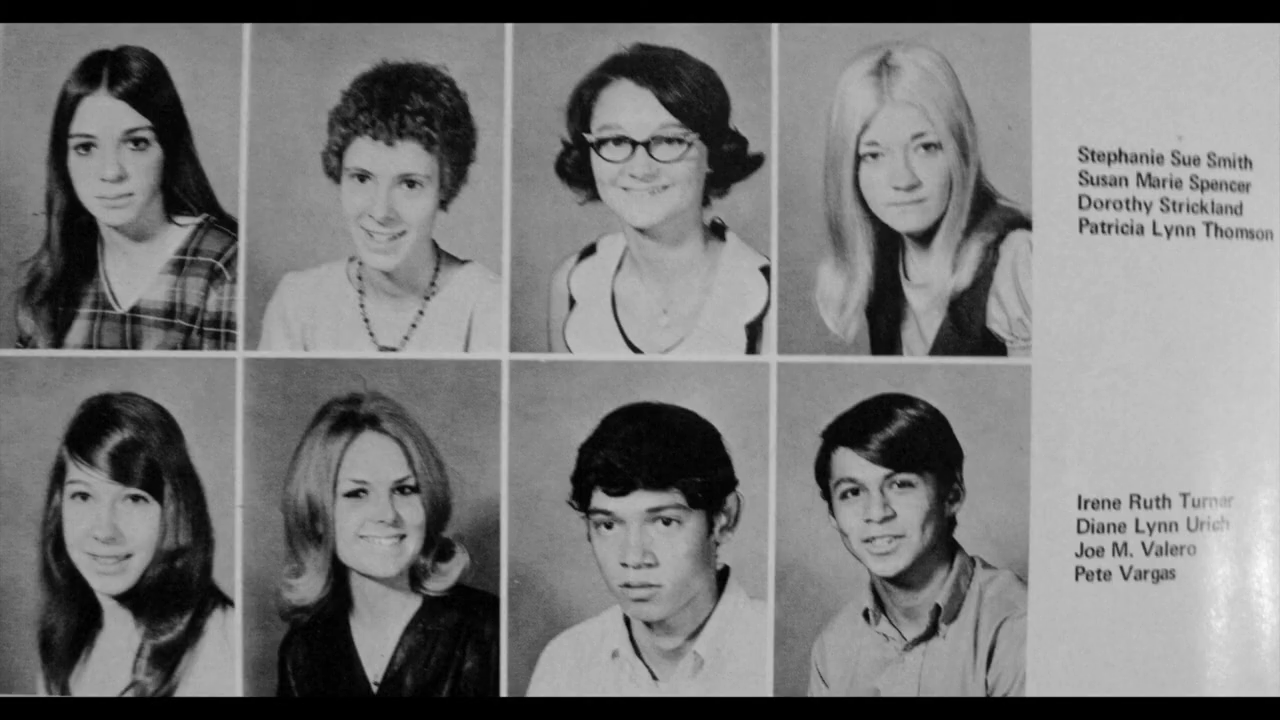 Stephanie Sue Smith
Susan Marie Spencer
Dorothy Strickland
Patricia Lynn Thomson
Irene Ruth Turner
Diane Lynn Urich
Joe M. Valero
Pete Vargas